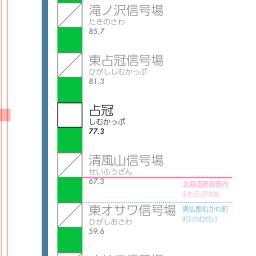 滝ノ沢信号場
たきのさわ
85.7
東占冠信号場
ひがししむかっぷ
81.3
占冠
しむかっぷ
77.3
清風山信号場
せいふうざん
67.3
東オサワ信号場
ひがしおさわ
59.6